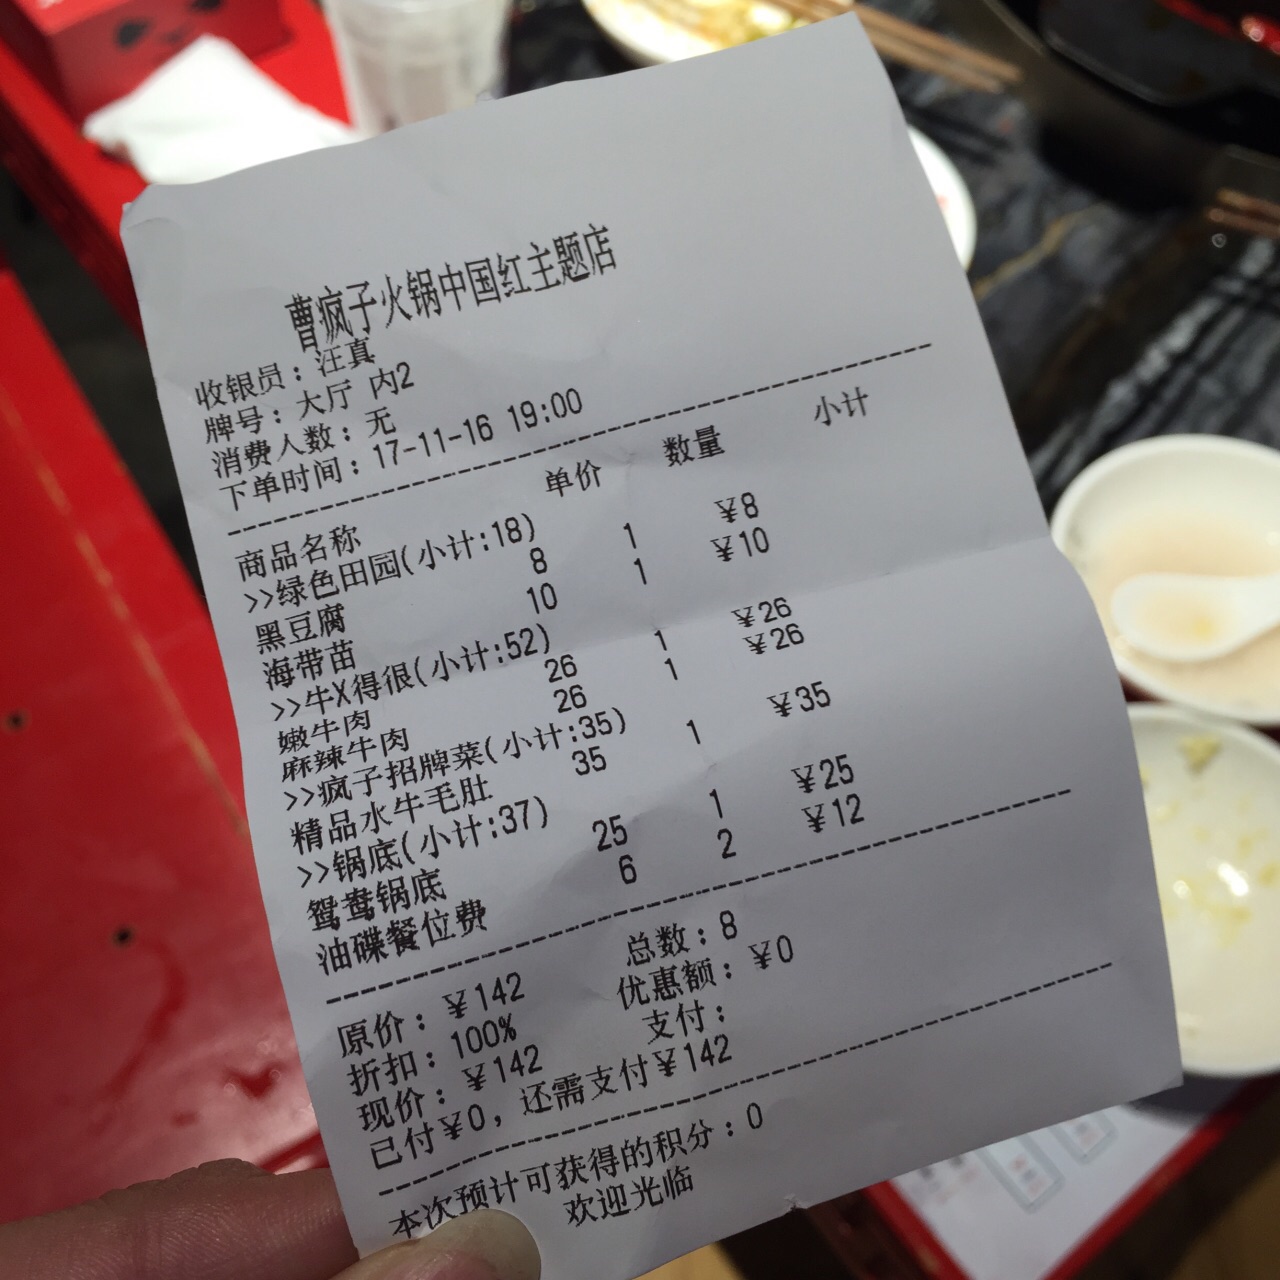 曹疯子火锅中国红主题店
收银员：汪真
牌号：大厅 内2
消费人数：无
下单时间：17-11-16 19:00
商品名称 单价 数量 小计
>>绿色田园(小计:18)
黑豆腐 8 1 ¥8
海带苗 10 1 ¥10
>>牛X得很(小计:52)
嫩牛肉 26 1 ¥26
麻辣牛肉 26 1 ¥26
>>疯子招牌菜(小计:35)
精品水牛毛肚 35 1 ¥35
>>锅底(小计:37)
鸳鸯锅底 25 1 ¥25
油碟餐位费 6 2 ¥12
原价：¥142 总数：8
折扣：100% 优惠额：¥0
现价：¥142 支付：
已付¥0，还需支付¥142
本次预计可获得的积分：0
欢迎光临